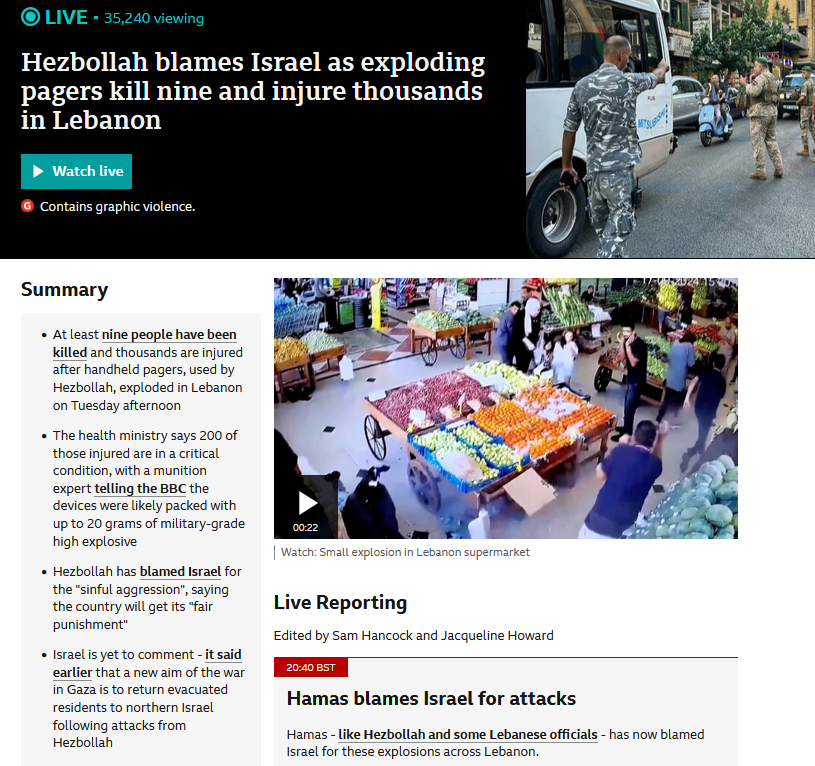 LIVE · 35,240 viewing
Hezbollah blames Israel as exploding
pagers kill nine and injure thousands
in Lebanon
Watch live
G Contains graphic violence.
MITSUBISHI
Summary
At least nine people have been
killed and thousands are injured
after handheld pagers, used by
Hezbollah, exploded in Lebanon
on Tuesday afternoon
The health ministry says 200 of
those injured are in a critical
condition, with a munition
expert telling the BBC the
devices were likely packed with
up to 20 grams of military-grade
high explosive
Hezbollah has blamed Israel for
the "sinful aggression", saying
the country will get its "fair
punishment"
Israel is yet to comment - it said
earlier that a new aim of the war
in Gaza is to return evacuated
residents to northern Israel
following attacks from
Hezbollah
00:22
Watch: Small explosion in Lebanon supermarket
Live Reporting
Edited by Sam Hancock and Jacqueline Howard
20:40 BST
Hamas blames Israel for attacks
Hamas - like Hezbollah and some Lebanese officials - has now blamed
Israel for these explosions across Lebanon.